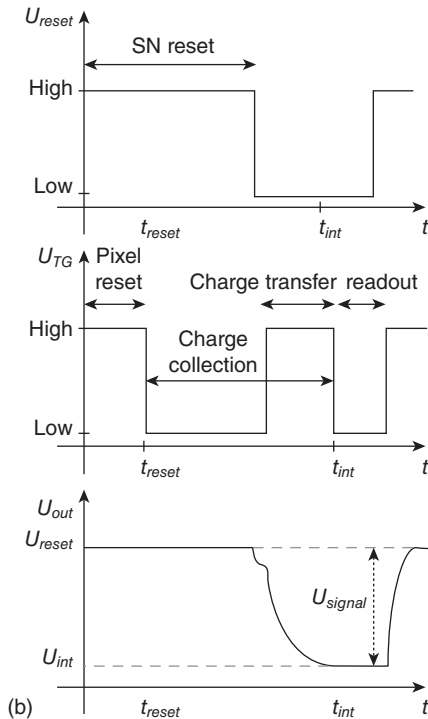 U_reset
SN reset
High
Low
t_reset t_int t
U_TG
Pixel reset
Charge transfer
readout
High
Charge collection
Low
t_reset t_int t
U_out
U_reset
U_signal
U_int
(b)
t_reset t_int t